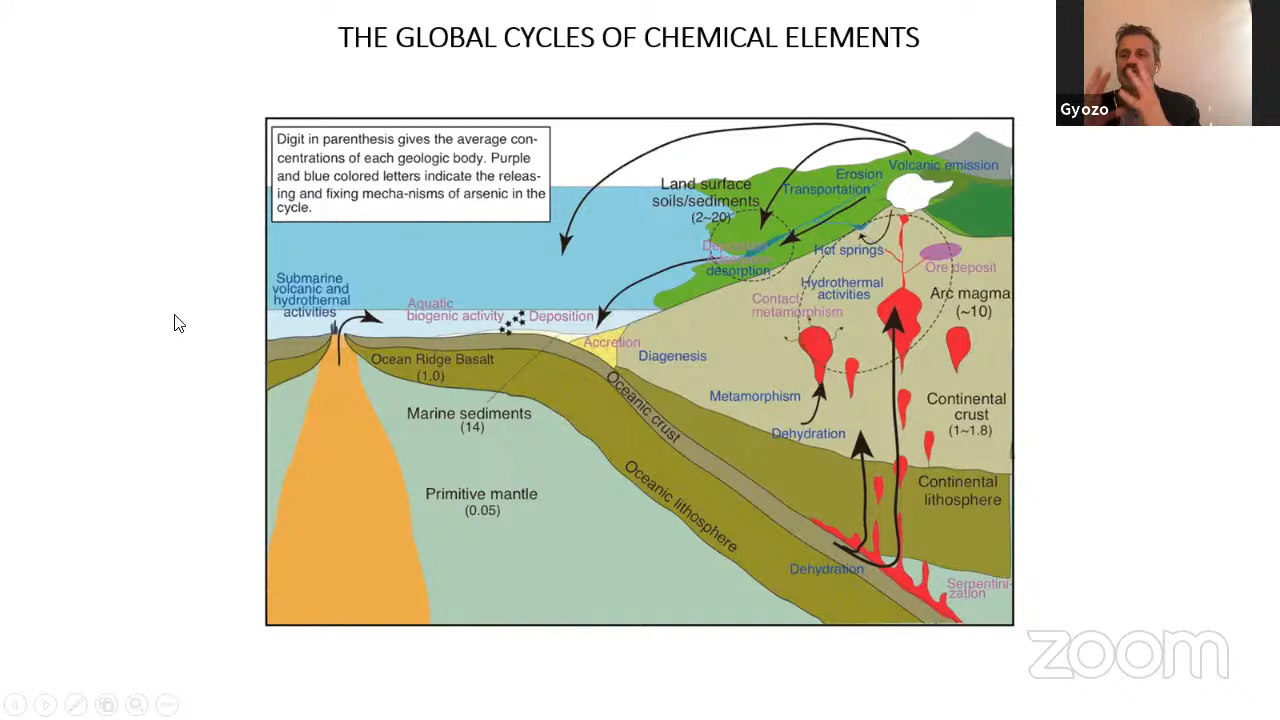 THE GLOBAL CYCLES OF CHEMICAL ELEMENTS
Gyozo
Digit in parenthesis gives the average con-
centrations of each geologic body. Purple
and blue colored letters indicate the releas-
ing and fixing mecha-nisms of arsenic in the
cycle.
Volcanic emission
Erosion
Transportation
Land surface
soils/sediments
(2~20)
desorption
Hot springs
Ore deposit
Hydrothermal
activities
Arc magma
(~10)
Contact
metamorphism
Submarine
volcanic and
hydrothernal
activities
Aquatic
biogenic activity
Deposition
Accretion
Diagenesis
Ocean Ridge Basalt
(1.0)
Marine sediments
(14)
Oceanic crust
Metamorphism
Dehydration
Continental
crust
(1~1.8)
Primitive mantle
(0.05)
Oceanic lithosphere
Continental
lithosphere
Dehydration
Serpentini-
zation
zoom